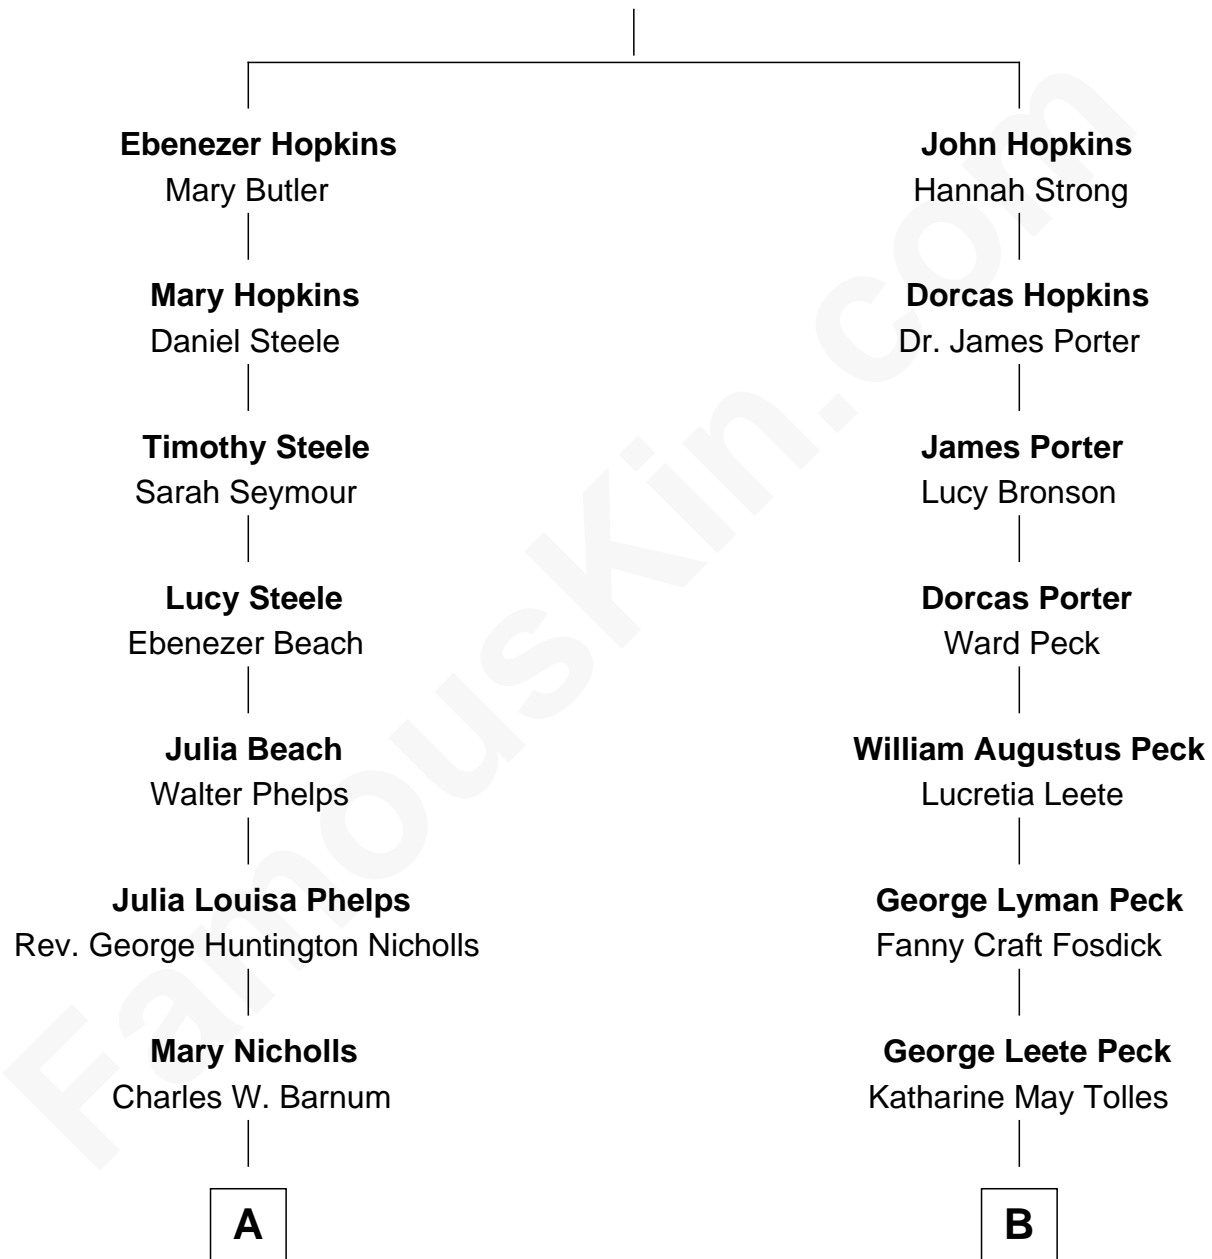 Ebenezer Hopkins
Mary Butler
Mary Hopkins
Daniel Steele
Timothy Steele
Sarah Seymour
Lucy Steele
Ebenezer Beach
Julia Beach
Walter Phelps
Julia Louisa Phelps
Rev. George Huntington Nicholls
Mary Nicholls
Charles W. Barnum
A
John Hopkins
Hannah Strong
Dorcas Hopkins
Dr. James Porter
James Porter
Lucy Bronson
Dorcas Porter
Ward Peck
William Augustus Peck
Lucretia Leete
George Lyman Peck
Fanny Craft Fosdick
George Leete Peck
Katharine May Tolles
B
FamousKin.com